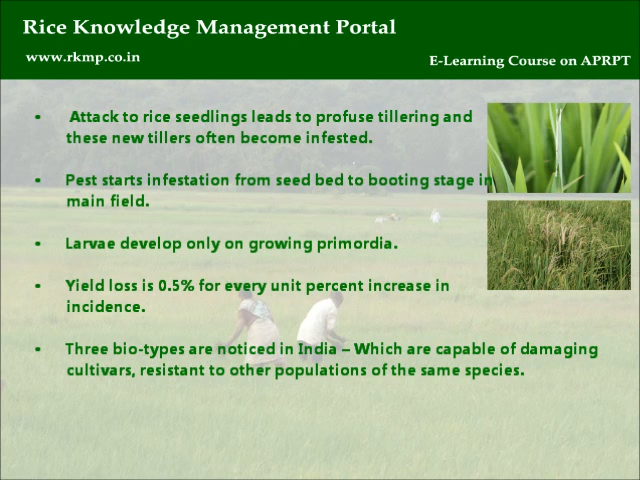 Rice Knowledge Management Portal
www.rkmp.co.in
E-Learning Course on APRPT
• Attack to rice seedlings leads to profuse tillering and
these new tillers often become infested.
• Pest starts infestation from seed bed to booting stage in
main field.
• Larvae develop only on growing primordia.
• Yield loss is 0.5% for every unit percent increase in
incidence.
• Three bio-types are noticed in India – Which are capable of damaging
cultivars, resistant to other populations of the same species.